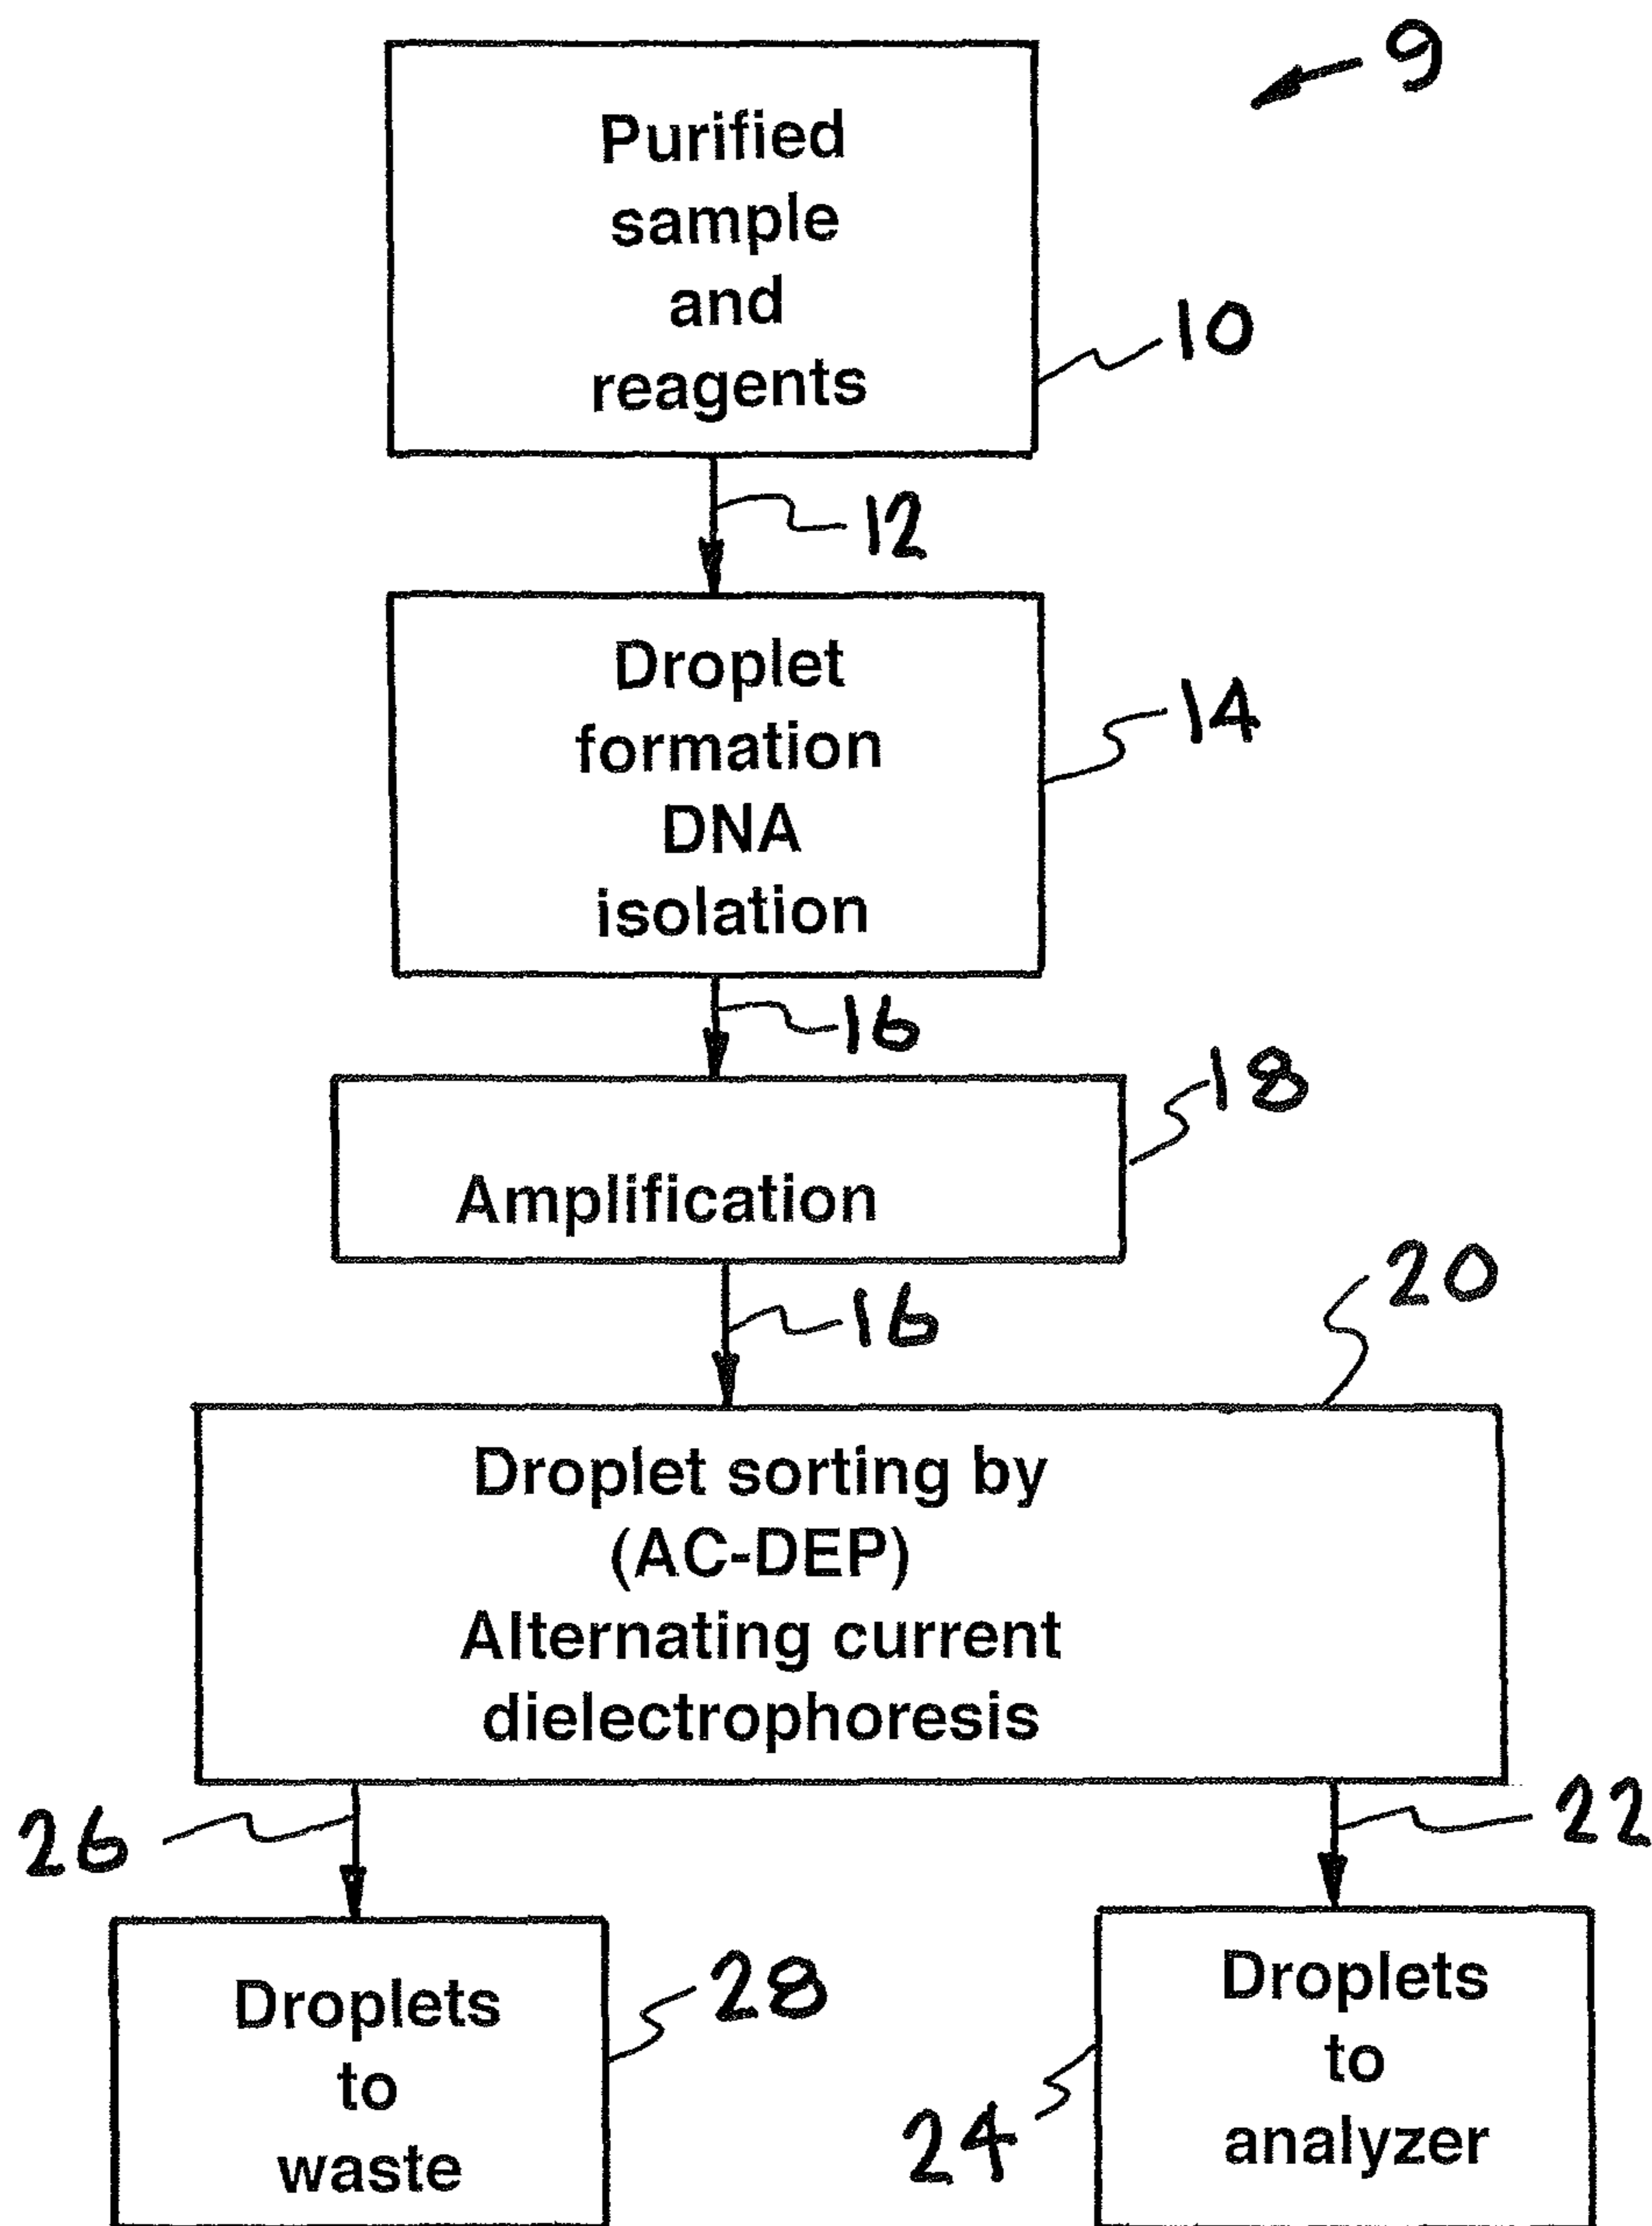 9
Purified
sample
and
reagents
10
12
Droplet
formation
DNA
isolation
14
16
18
Amplification
16
20
Droplet sorting by
(AC-DEP)
Alternating current
dielectrophoresis
26
22
Droplets
to
waste
28
Droplets
to
analyzer
24